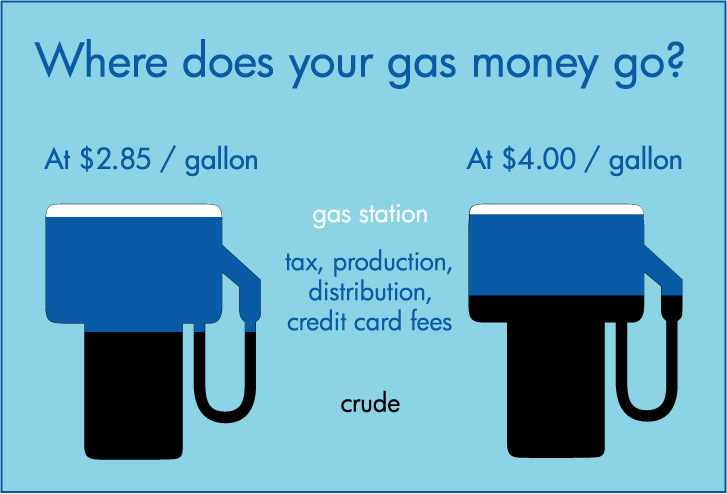 Where does your gas money go?
At $2.85 / gallon
At $4.00 / gallon
gas station
tax, production,
distribution,
credit card fees
crude